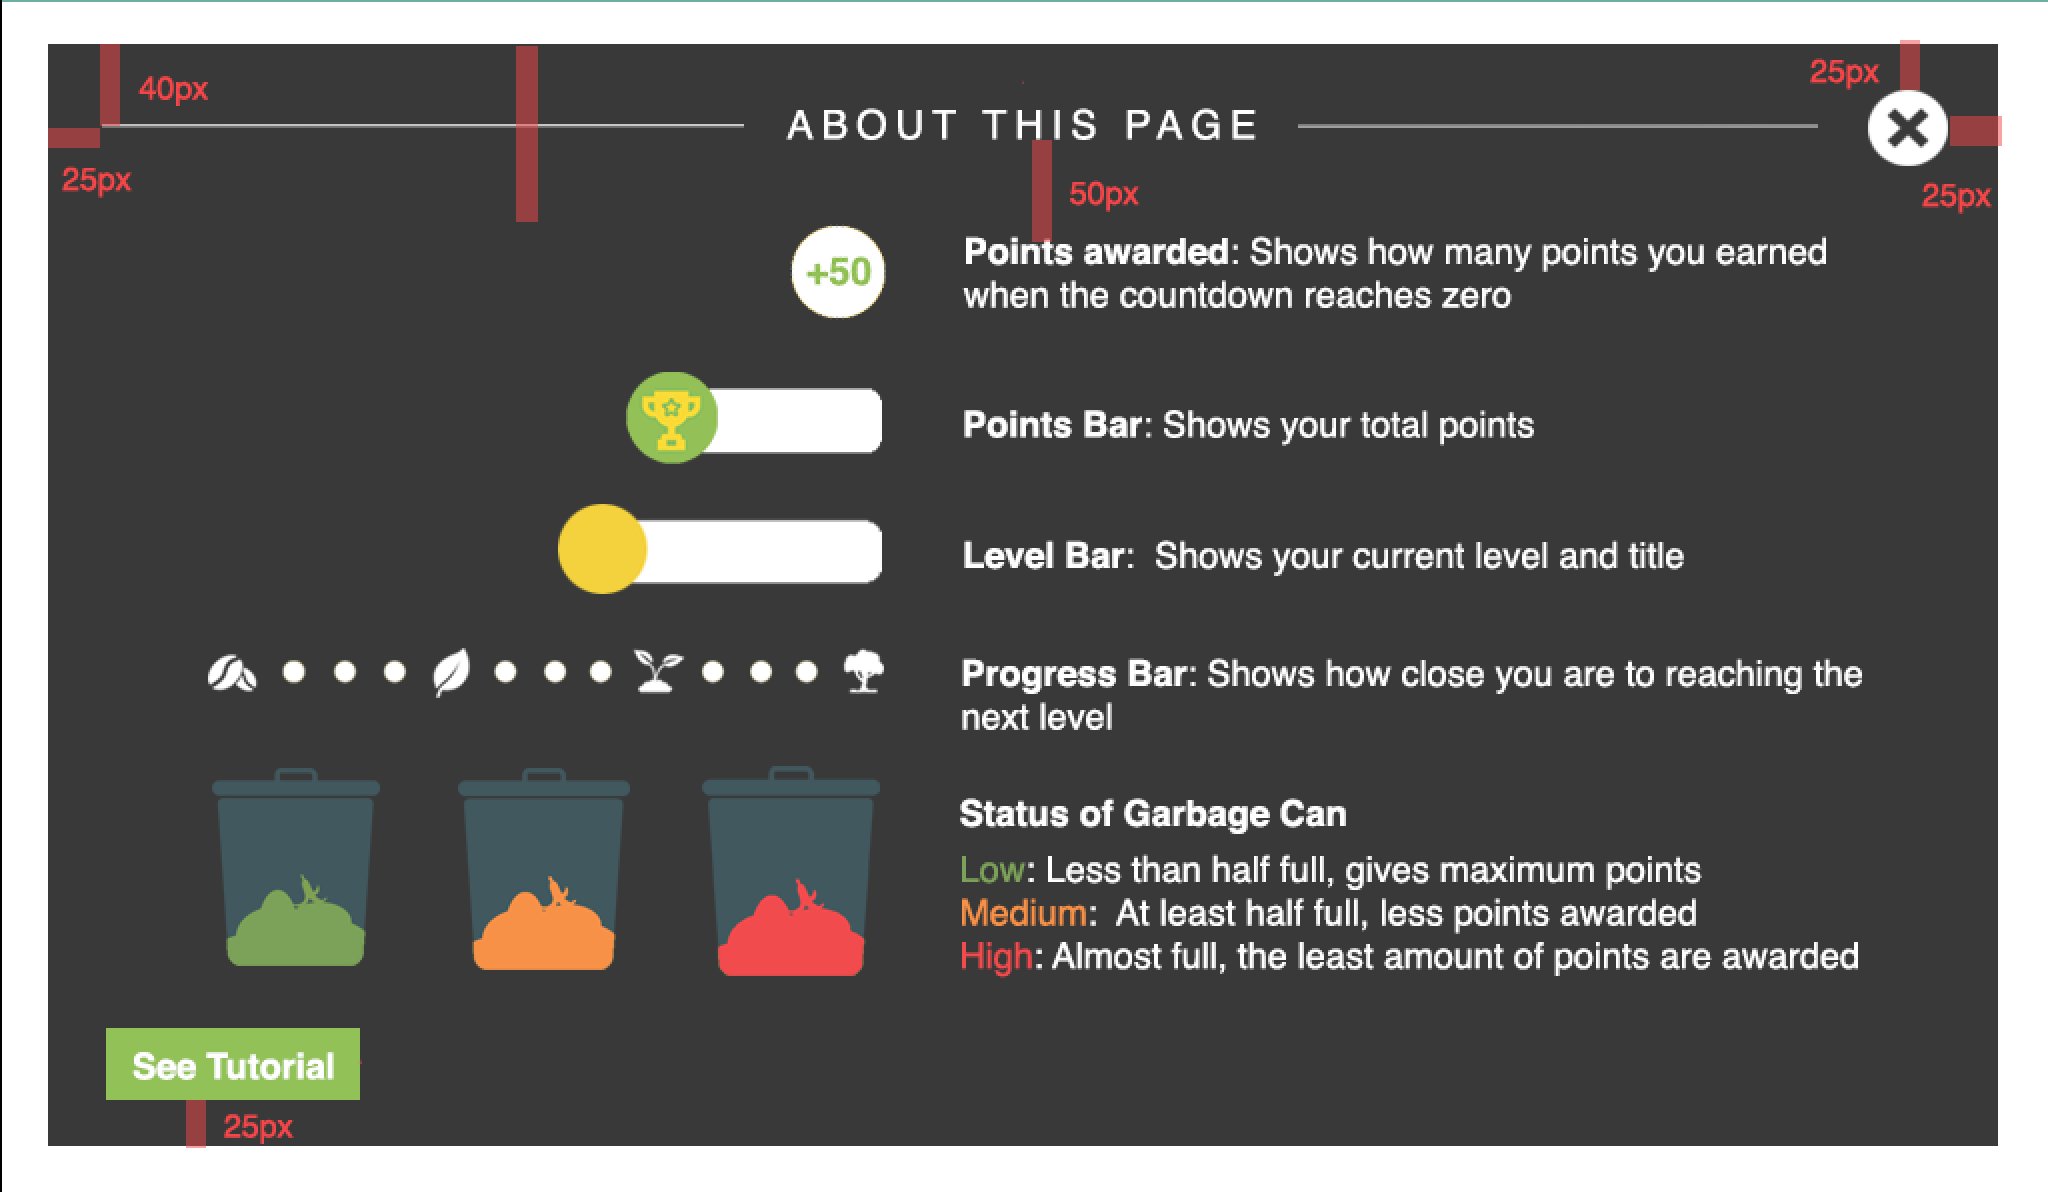 40px
25px
ABOUT THIS PAGE
25px
50px
25px
+50
Points awarded: Shows how many points you earned
when the countdown reaches zero
Points Bar: Shows your total points
Level Bar:  Shows your current level and title
Progress Bar: Shows how close you are to reaching the
next level
Status of Garbage Can
Low: Less than half full, gives maximum points
Medium:  At least half full, less points awarded
High: Almost full, the least amount of points are awarded
See Tutorial
25px